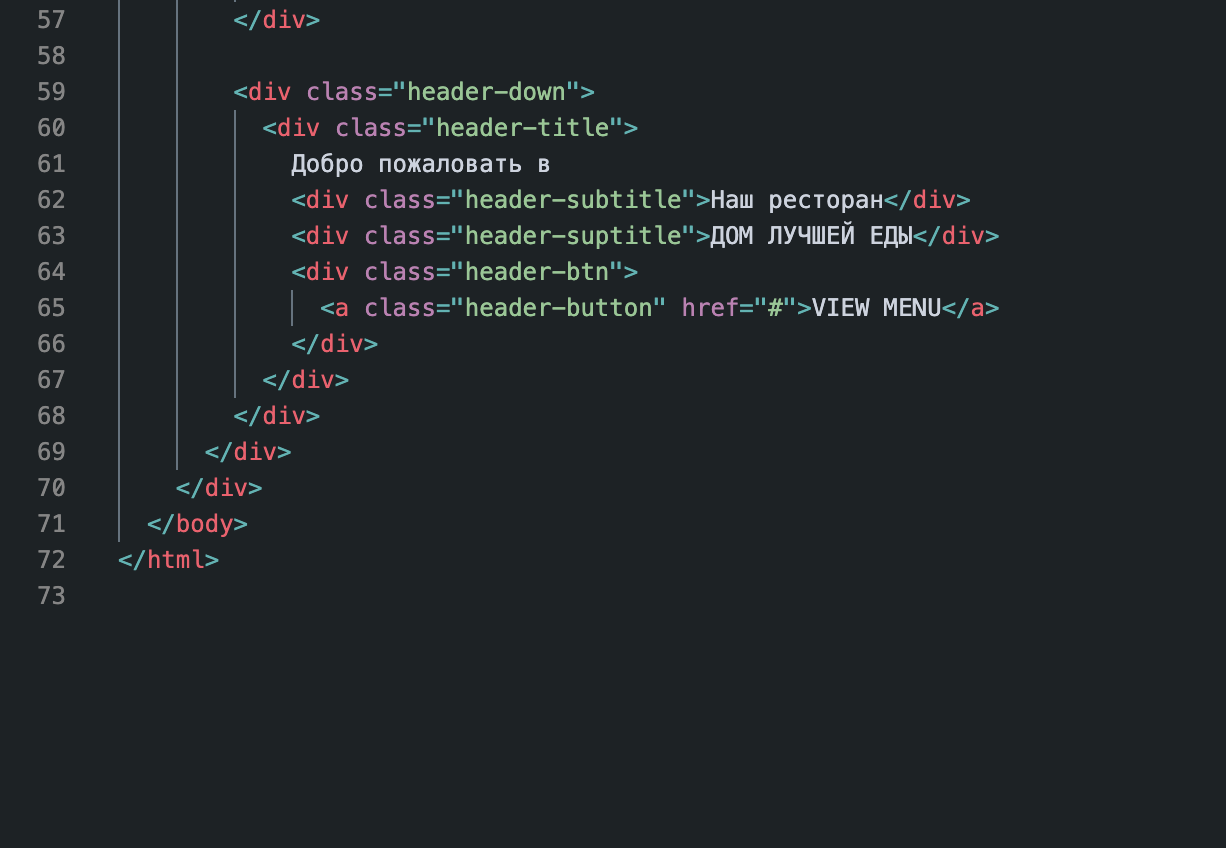 57 </div>
58
59 <div class="header-down">
60 <div class="header-title">
61 Добро пожаловать в
62 <div class="header-subtitle">Наш ресторан</div>
63 <div class="header-suptitle">ДОМ ЛУЧШЕЙ ЕДЫ</div>
64 <div class="header-btn">
65 <a class="header-button" href="#">VIEW MENU</a>
66 </div>
67 </div>
68 </div>
69 </div>
70 </div>
71 </body>
72 </html>
73